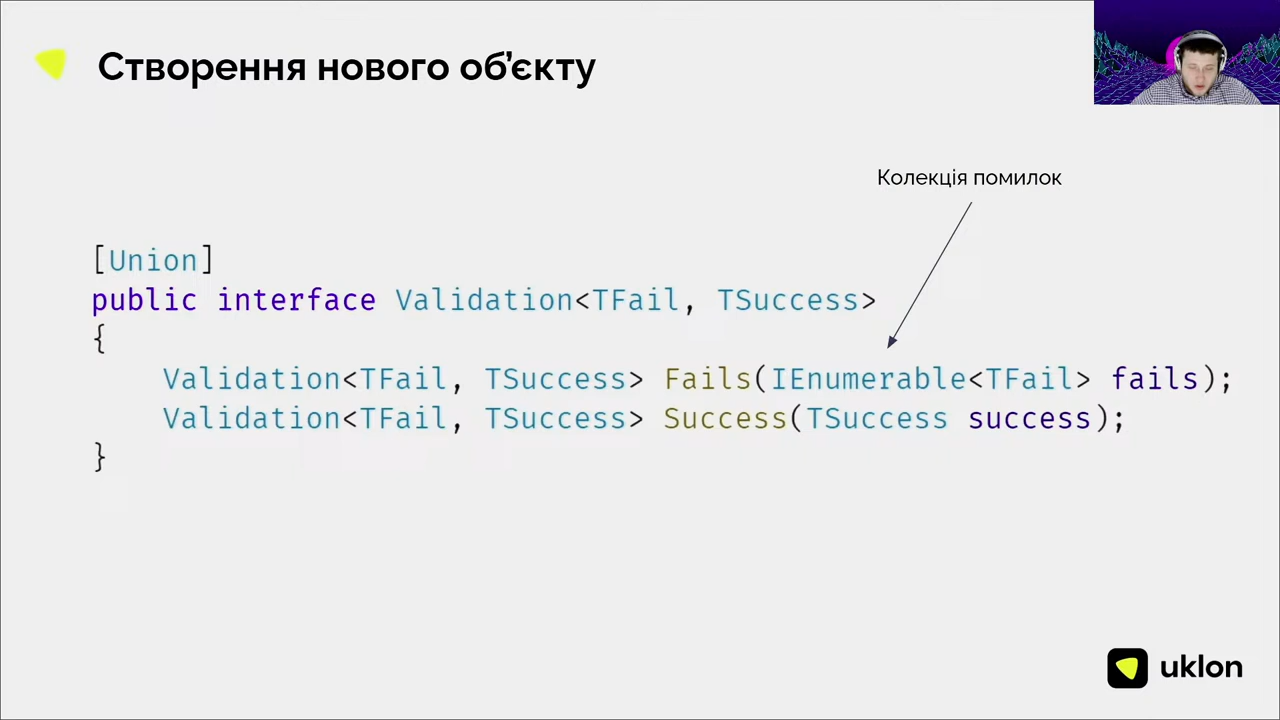 Створення нового об’єкту
Колекція помилок
[Union]
public interface Validation<TFail, TSuccess>
{
    Validation<TFail, TSuccess> Fails(IEnumerable<TFail> fails);
    Validation<TFail, TSuccess> Success(TSuccess success);
}
uklon